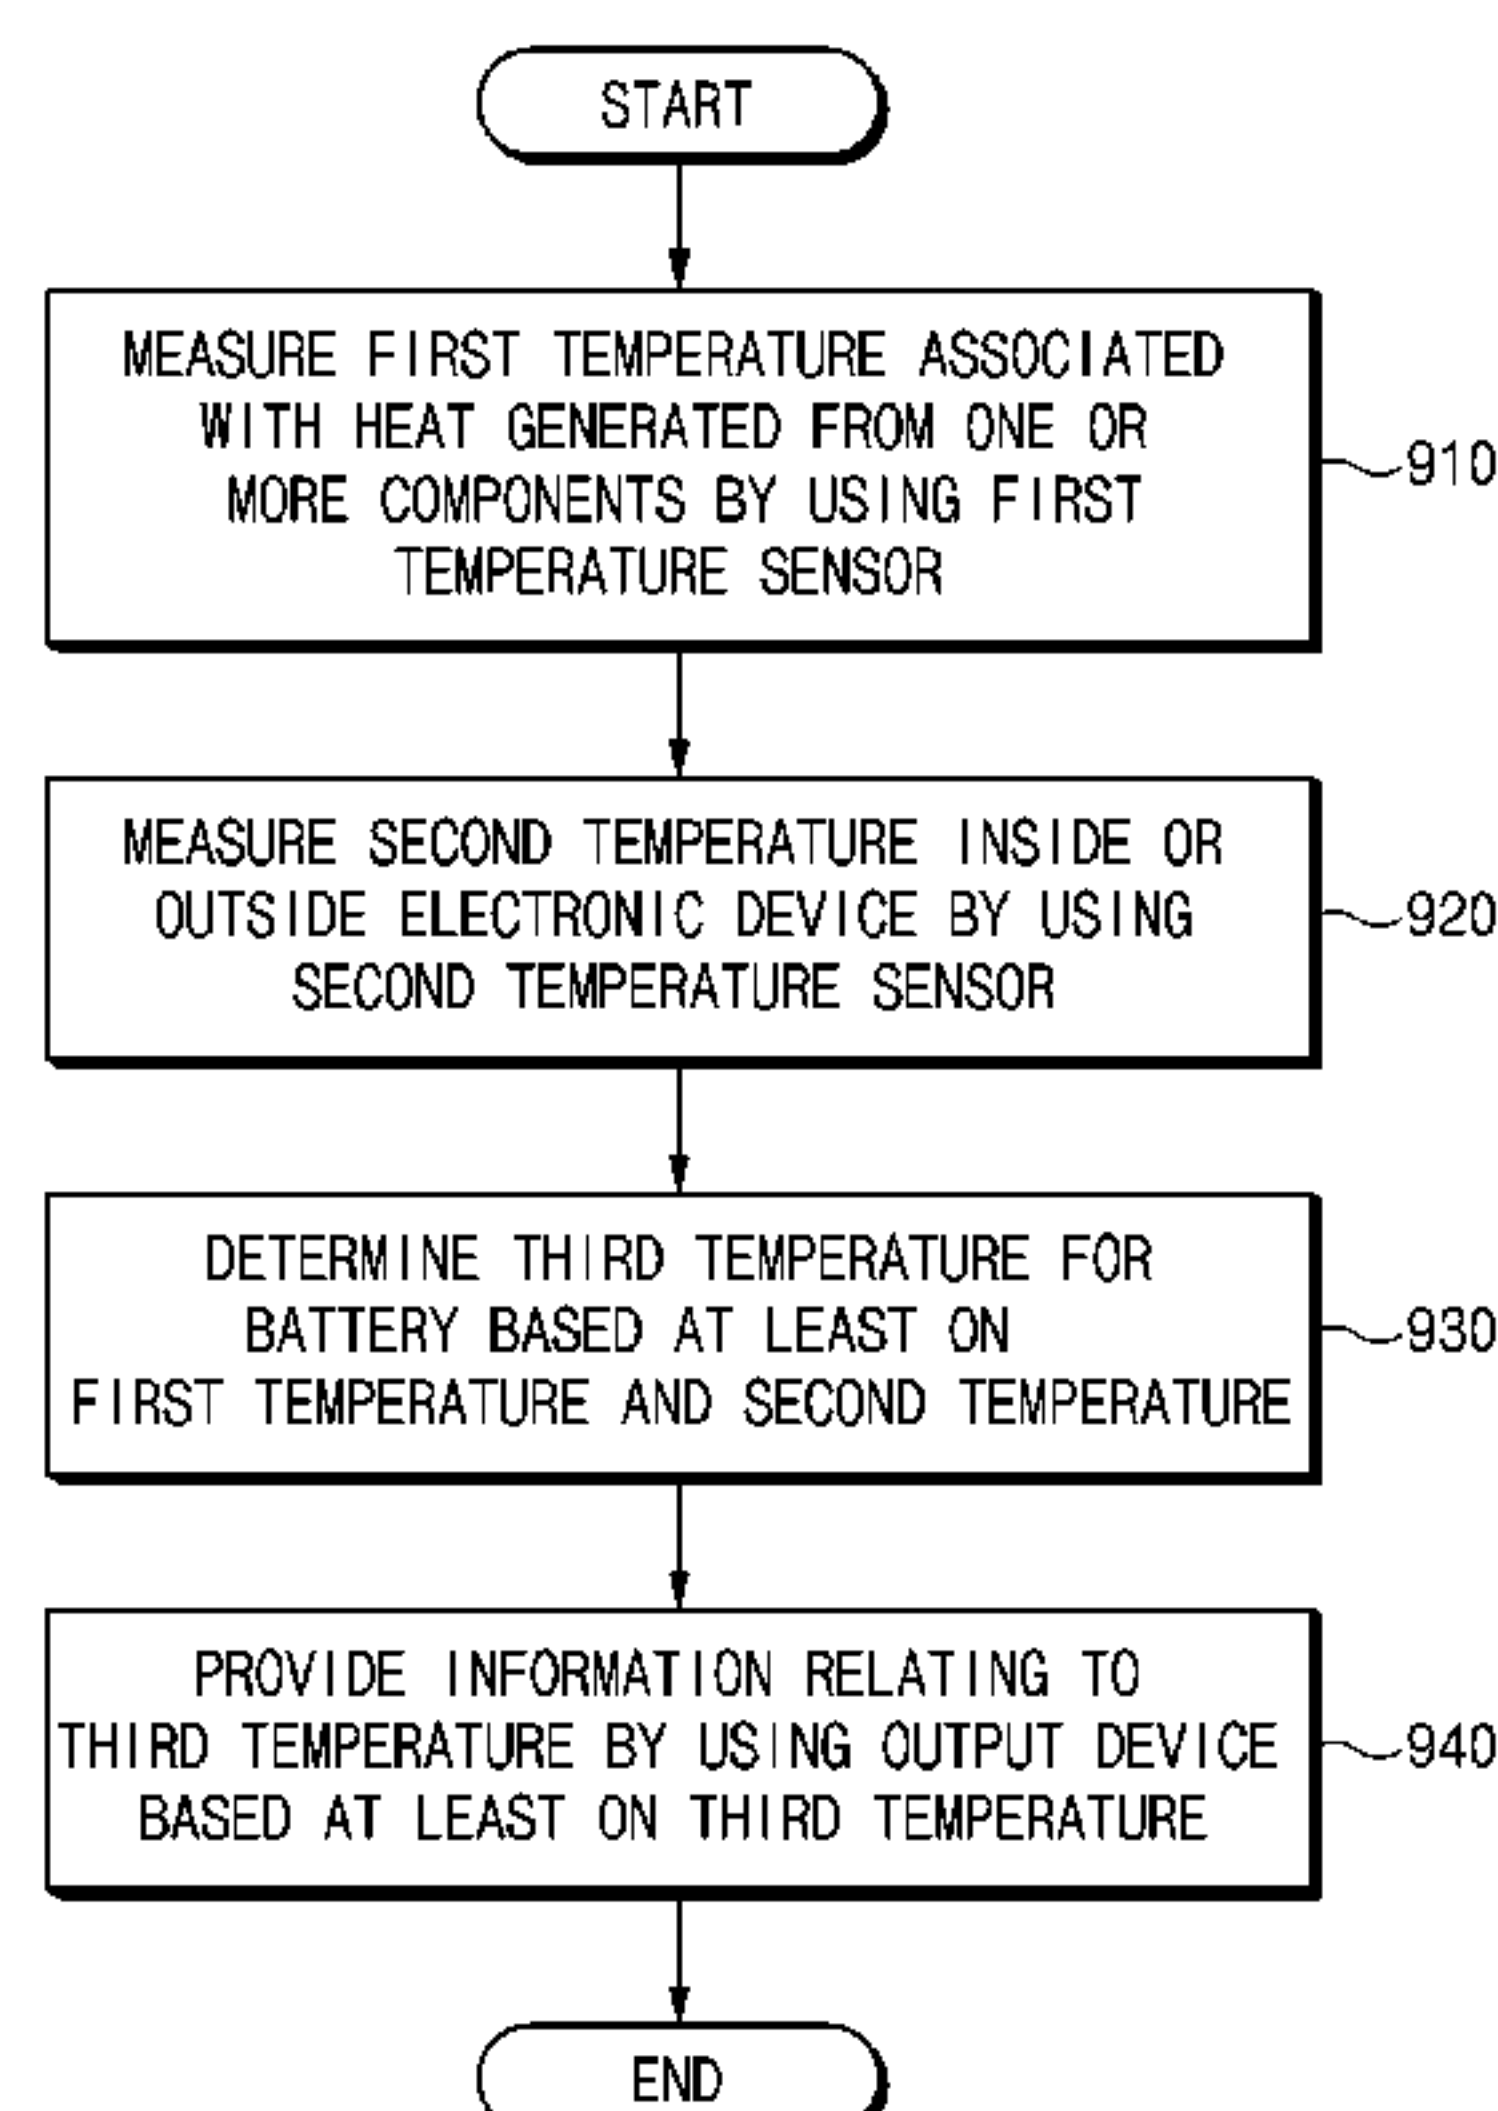 START
MEASURE FIRST TEMPERATURE ASSOCIATED
WITH HEAT GENERATED FROM ONE OR
MORE COMPONENTS BY USING FIRST
TEMPERATURE SENSOR
910
MEASURE SECOND TEMPERATURE INSIDE OR
OUTSIDE ELECTRONIC DEVICE BY USING
SECOND TEMPERATURE SENSOR
920
DETERMINE THIRD TEMPERATURE FOR
BATTERY BASED AT LEAST ON
FIRST TEMPERATURE AND SECOND TEMPERATURE
930
PROVIDE INFORMATION RELATING TO
THIRD TEMPERATURE BY USING OUTPUT DEVICE
BASED AT LEAST ON THIRD TEMPERATURE
940
END